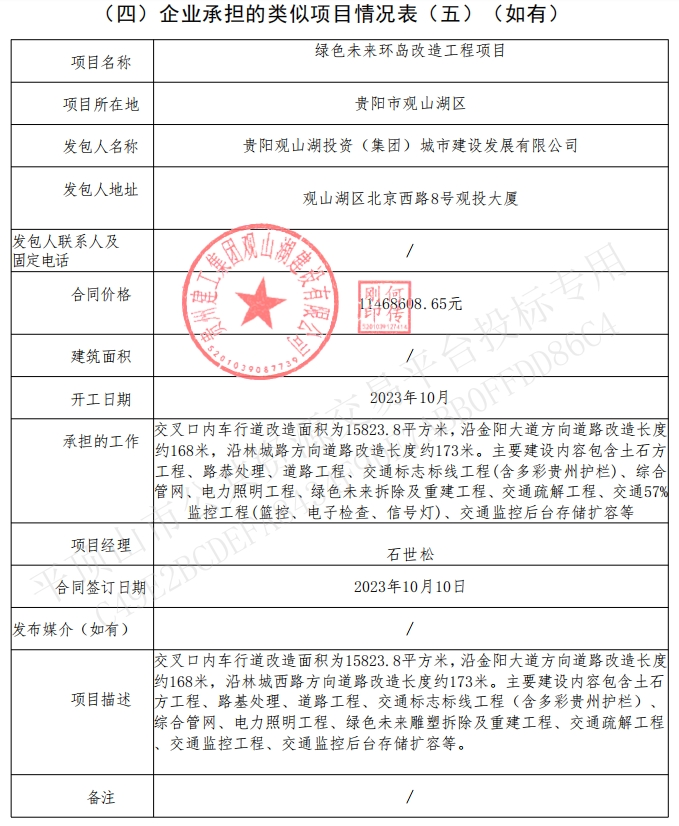 （四）企业承担的类似项目情况表（五）（如有）
项目名称
绿色未来环岛改造工程项目
项目所在地
贵阳市观山湖区
发包人名称
贵阳观山湖投资（集团）城市建设发展有限公司
发包人地址
观山湖区北京西路8号观投大厦
发包人联系人及
固定电话
/
合同价格
11468608.65元
贵州建工集团观山湖建设有限公司
5201039087739
建筑面积
/
开工日期
2023年10月
承担的工作
交叉口内车行道改造面积为15823.8平方米，沿金阳大道方向道路改造长度
约168米，沿林城路方向道路改造长度约173米。主要建设内容包含土石方
工程、路基处理、道路工程、交通标志标线工程(含多彩贵州护栏)、综合
管网、电力照明工程、绿色未来拆除及重建工程、交通疏解工程、交通57%
监控工程(篮控、电子检查、信号灯)、交通监控后台存储扩容等
项目经理
石世松
合同签订日期
2023年10月10日
发布媒介（如有）
/
项目描述
交叉口内车行道改造面积为15823.8平方米，沿金阳大道方向道路改造长度
约168米，沿林城西路方向道路改造长度约173米。主要建设内容包含土石
方工程、路基处理、道路工程、交通标志标线工程（含多彩贵州护栏）、
综合管网、电力照明工程、绿色未来雕塑拆除及重建工程、交通疏解工程
、交通监控工程、交通监控后台存储扩容等。
备注
/